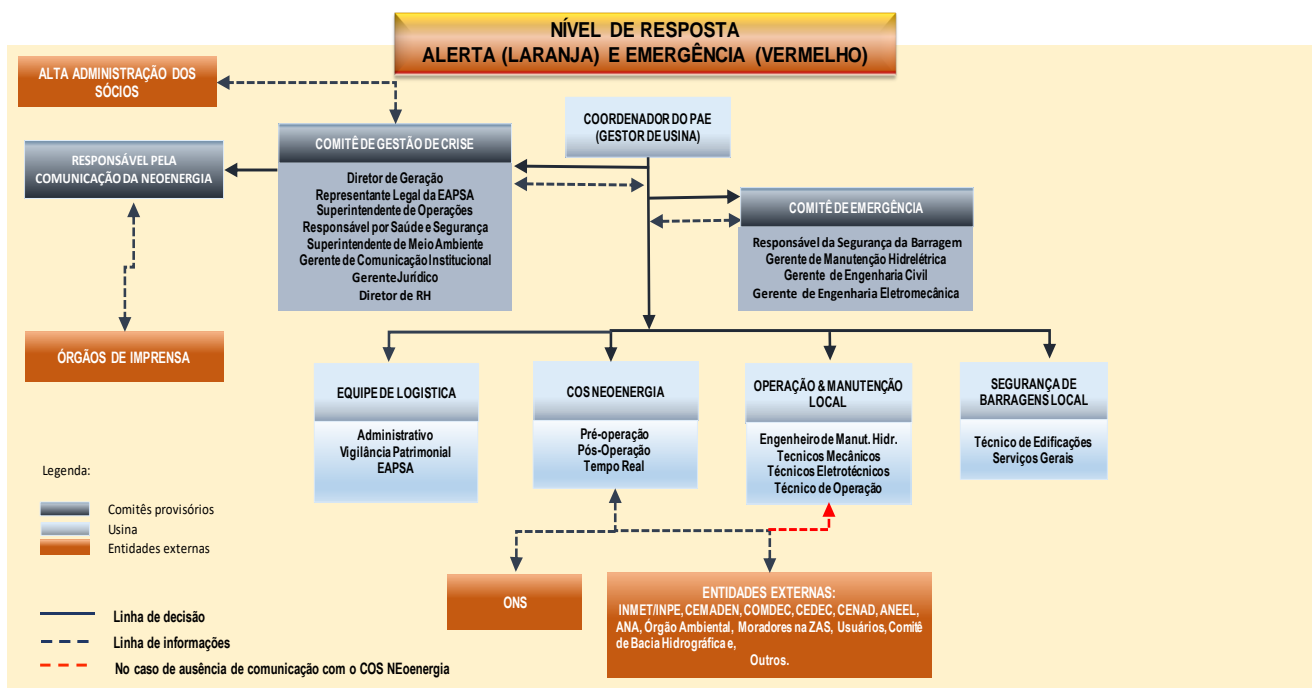 NÍVEL DE RESPOSTA
ALERTA (LARANJA) E EMERGÊNCIA (VERMELHO)
ALTA ADMINISTRAÇÃO DOS
SÓCIOS
COORDENADOR DO PAE
(GESTOR DE USINA)
COMITÊ DE GESTÃO DE CRISE
Diretor de Geração
Representante Legal da EAPSA
Superintendente de Operações
Responsável por Saúde e Segurança
Superintendente de Meio Ambiente
Gerente de Comunicação Institucional
Gerente Jurídico
Diretor de RH
RESPONSÁVEL PELA
COMUNICAÇÃO DA NEOENERGIA
COMITÊ DE EMERGÊNCIA
Responsável da Segurança da Barragem
Gerente de Manutenção Hidrelétrica
Gerente de Engenharia Civil
Gerente de Engenharia Eletromecânica
ÓRGÃOS DE IMPRENSA
EQUIPE DE LOGISTICA
Administrativo
Vigilância Patrimonial
EAPSA
COS NEOENERGIA
Pré-operação
Pós-Operação
Tempo Real
OPERAÇÃO & MANUTENÇÃO
LOCAL
Engenheiro de Manut. Hidr.
Tecnicos Mecânicos
Técnicos Eletrotécnicos
Técnico de Operação
SEGURANÇA DE
BARRAGENS LOCAL
Técnico de Edificações
Serviços Gerais
ONS
ENTIDADES EXTERNAS:
INMET/INPE, CEMADEN, COMDEC, CEDEC, CENAD, ANEEL,
ANA, Órgão Ambiental, Moradores na ZAS, Usuários, Comitê
de Bacia Hidrográfica e,
Outros.
Legenda:
Comitês provisórios
Usina
Entidades externas
Linha de decisão
Linha de informações
No caso de ausência de comunicação com o COS NEoenergia